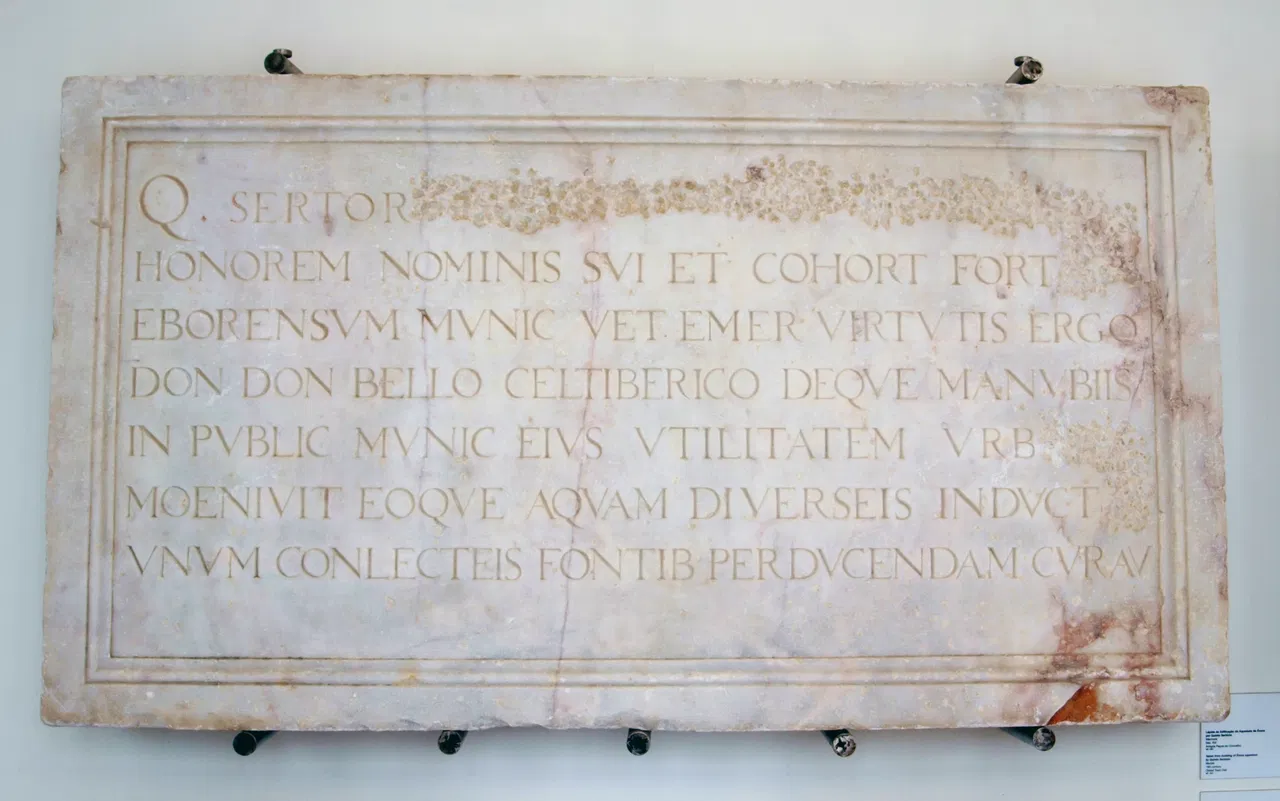 Q. SERTOR
HONOREM NOMINIS SVI ET COHORT FORT
EBORENSVM MVNIC VET EMER VIRTVTIS ERGO
DON DON BELLO CELTIBERICO DEQVE MANVBIIS
IN PVBLIC MVNIC EIVS VTILITATEM VRB
MOENIVIT EOQVE AQVAM DIVERSEIS INDVCT
VNVM CONLECTEIS FONTIB PERDVCENDAM CVRAV